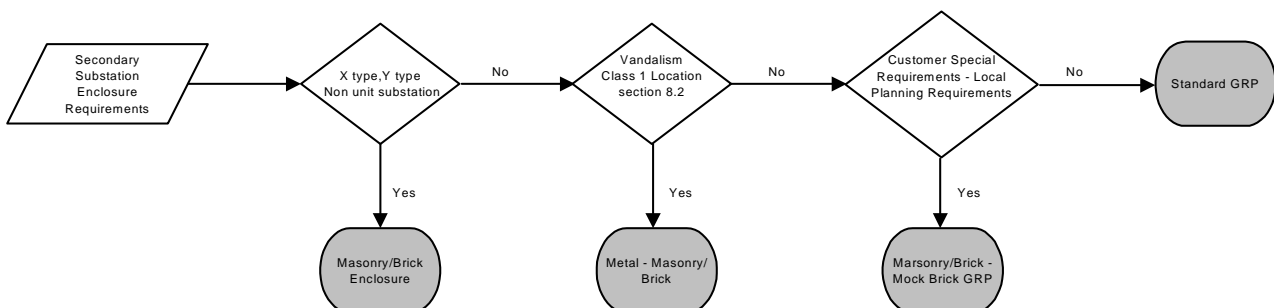 Secondary
Substation
Enclosure
Requirements
X type,Y type
Non unit substation
No
Vandalism
Class 1 Location
section 8.2
No
Customer Special
Requirements - Local
Planning Requirements
No
Standard GRP
Yes
Yes
Yes
Masonry/Brick
Enclosure
Metal - Masonry/
Brick
Marsonry/Brick -
Mock Brick GRP